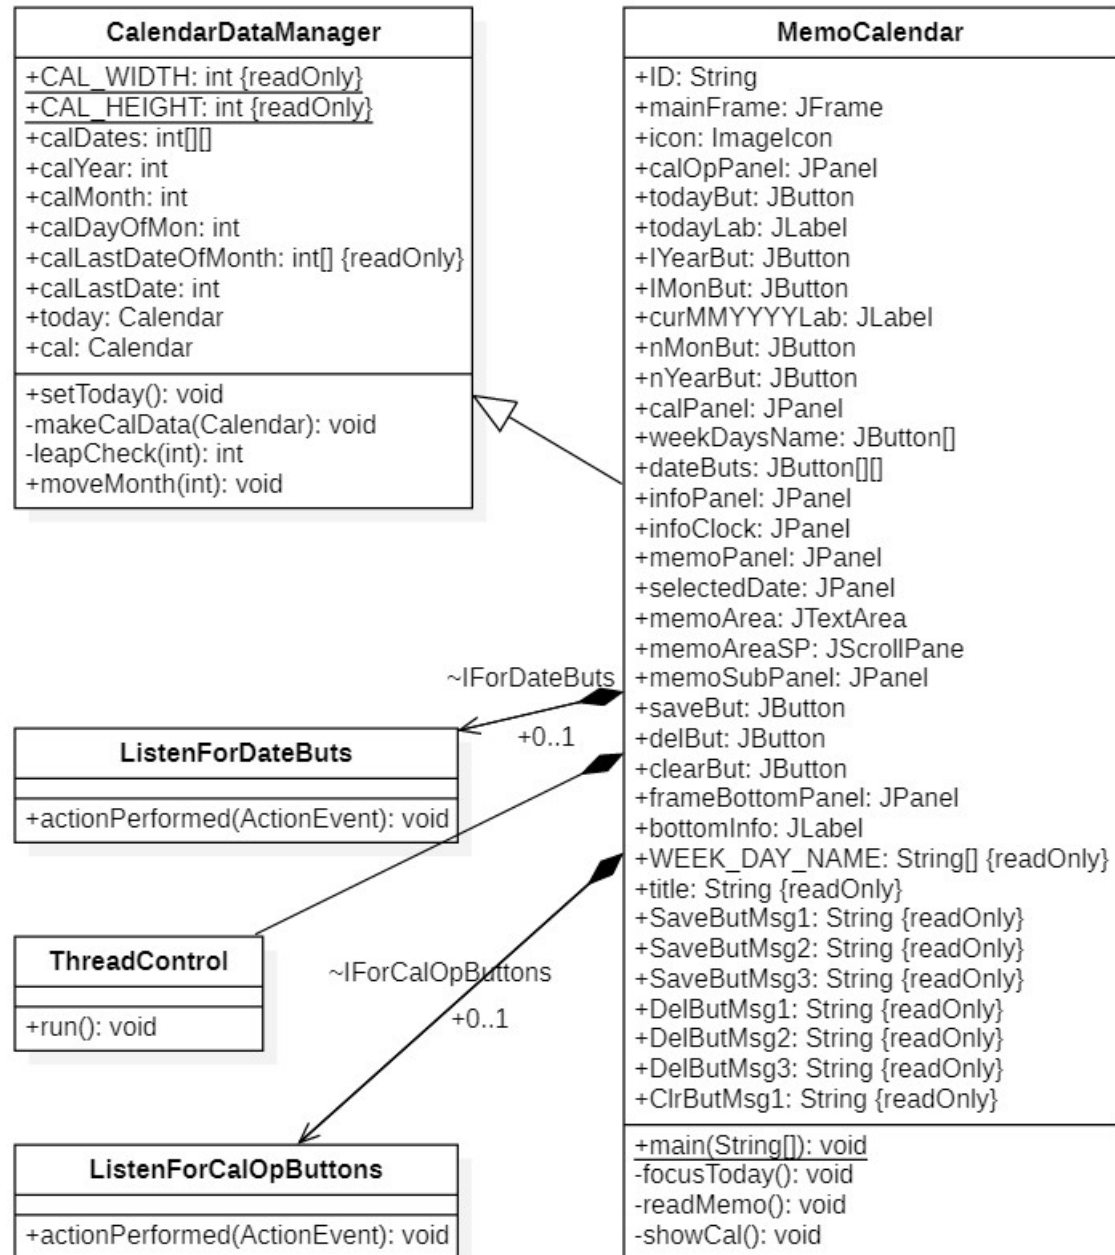 CalendarDataManager
+CAL_WIDTH: int {readOnly}
+CAL_HEIGHT: int {readOnly}
+calDates: int[][]
+calYear: int
+calMonth: int
+calDayOfMon: int
+calLastDateOfMonth: int[] {readOnly}
+calLastDate: int
+today: Calendar
+cal: Calendar
+setToday(): void
-makeCalData(Calendar): void
-leapCheck(int): int
+moveMonth(int): void
MemoCalendar
+ID: String
+mainFrame: JFrame
+icon: ImageIcon
+calOpPanel: JPanel
+todayBut: JButton
+todayLab: JLabel
+lYearBut: JButton
+lMonBut: JButton
+curMMYYYYLab: JLabel
+nMonBut: JButton
+nYearBut: JButton
+calPanel: JPanel
+weekDaysName: JButton[]
+dateButs: JButton[][]
+infoPanel: JPanel
+infoClock: JPanel
+memoPanel: JPanel
+selectedDate: JPanel
+memoArea: JTextArea
+memoAreaSP: JScrollPane
+memoSubPanel: JPanel
+saveBut: JButton
+delBut: JButton
+clearBut: JButton
+frameBottomPanel: JPanel
+bottomInfo: JLabel
+WEEK_DAY_NAME: String[] {readOnly}
+title: String {readOnly}
+SaveButMsg1: String {readOnly}
+SaveButMsg2: String {readOnly}
+SaveButMsg3: String {readOnly}
+DelButMsg1: String {readOnly}
+DelButMsg2: String {readOnly}
+DelButMsg3: String {readOnly}
+ClrButMsg1: String {readOnly}
+main(String[]): void
-focusToday(): void
-readMemo(): void
-showCal(): void
~lForDateButs
+0..1
ListenForDateButs
+actionPerformed(ActionEvent): void
ThreadControl
+run(): void
~lForCalOpButtons
+0..1
ListenForCalOpButtons
+actionPerformed(ActionEvent): void